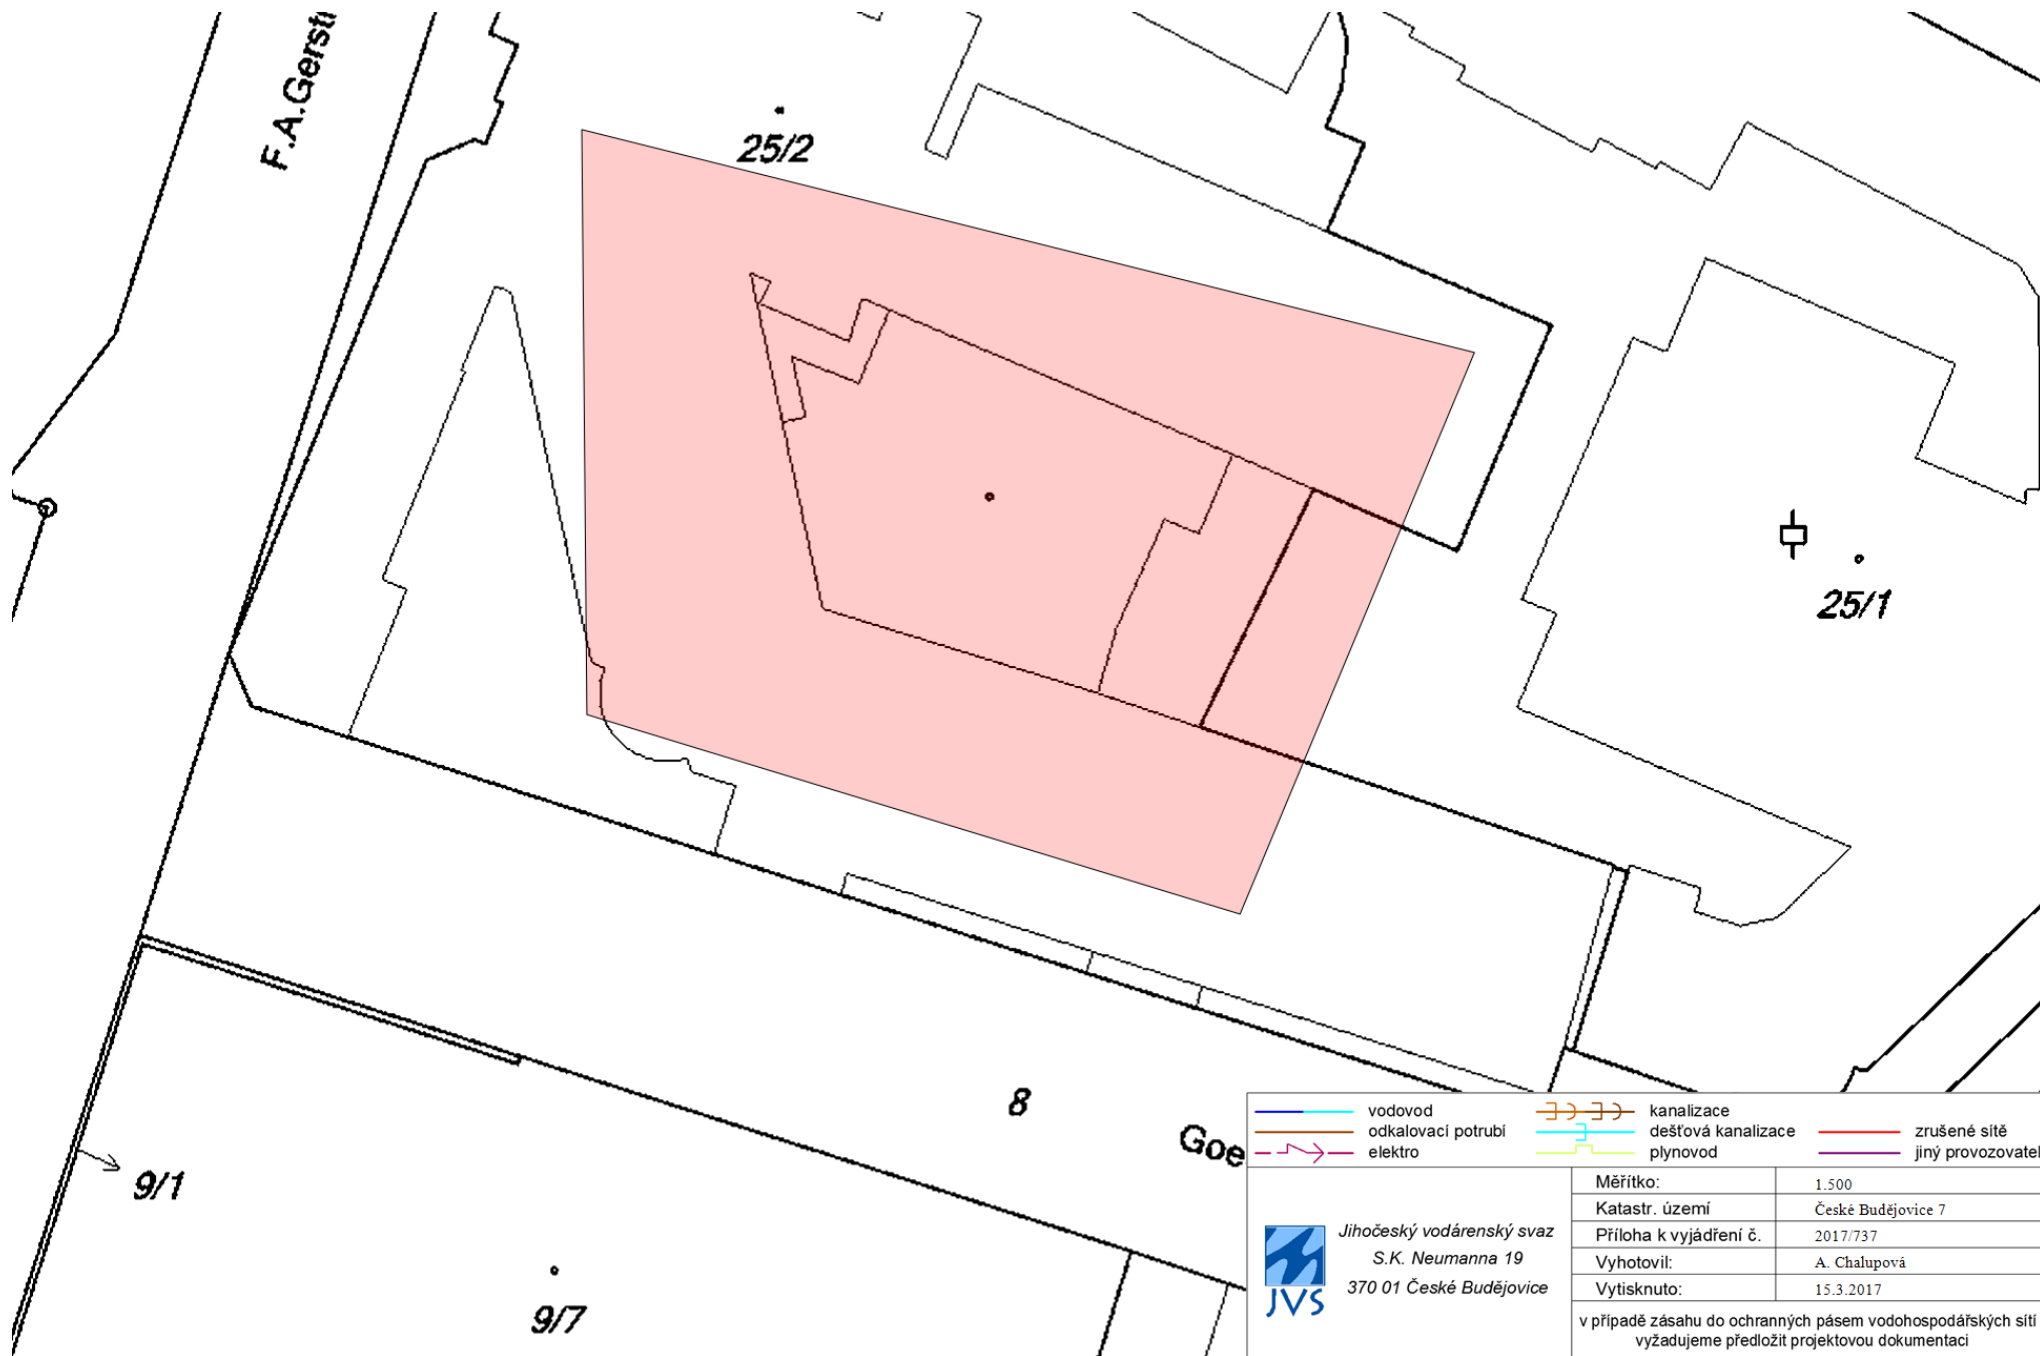 F.A.Gerstn
25/2
25/1
8
Goe
9/1
9/7
vodovod
odkalovací potrubí
elektro
kanalizace
dešťová kanalizace
plynovod
zrušené sítě
jiný provozovatel
JVS
Jihočeský vodárenský svaz
S.K. Neumanna 19
370 01 České Budějovice
Měřítko: 1.500
Katastr. území České Budějovice 7
Příloha k vyjádření č. 2017/737
Vyhotovil: A. Chalupová
Vytisknuto: 15.3.2017
v případě zásahu do ochranných pásem vodohospodářských sítí
vyžadujeme předložit projektovou dokumentaci